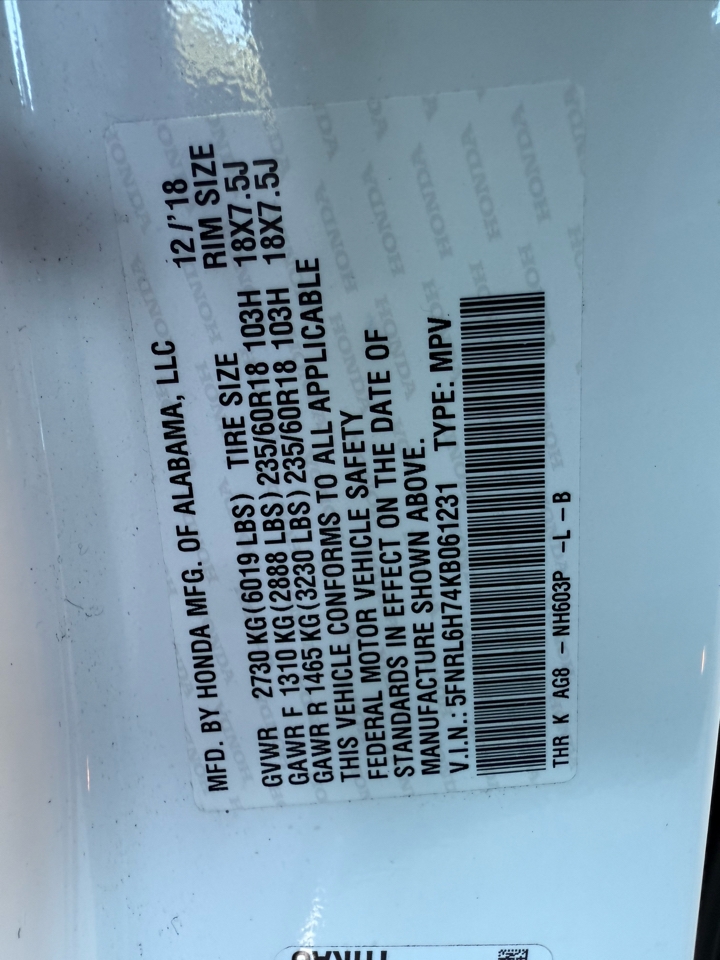 MFD. BY HONDA MFG. OF ALABAMA, LLC 12/'18
GVWR 2730 KG(6019 LBS) TIRE SIZE RIM SIZE
GAWR F 1310 KG(2888 LBS)235/60R18 103H 18X7.5J
GAWR R 1465 KG(3230 LBS)235/60R18 103H 18X7.5J
THIS VEHICLE CONFORMS TO ALL APPLICABLE
FEDERAL MOTOR VEHICLE SAFETY
STANDARDS IN EFFECT ON THE DATE OF
MANUFACTURE SHOWN ABOVE.
V.I.N.: 5FNRL6H74KB061231 TYPE: MPV
THR K AG8 - NH603P -L -B
HONDA